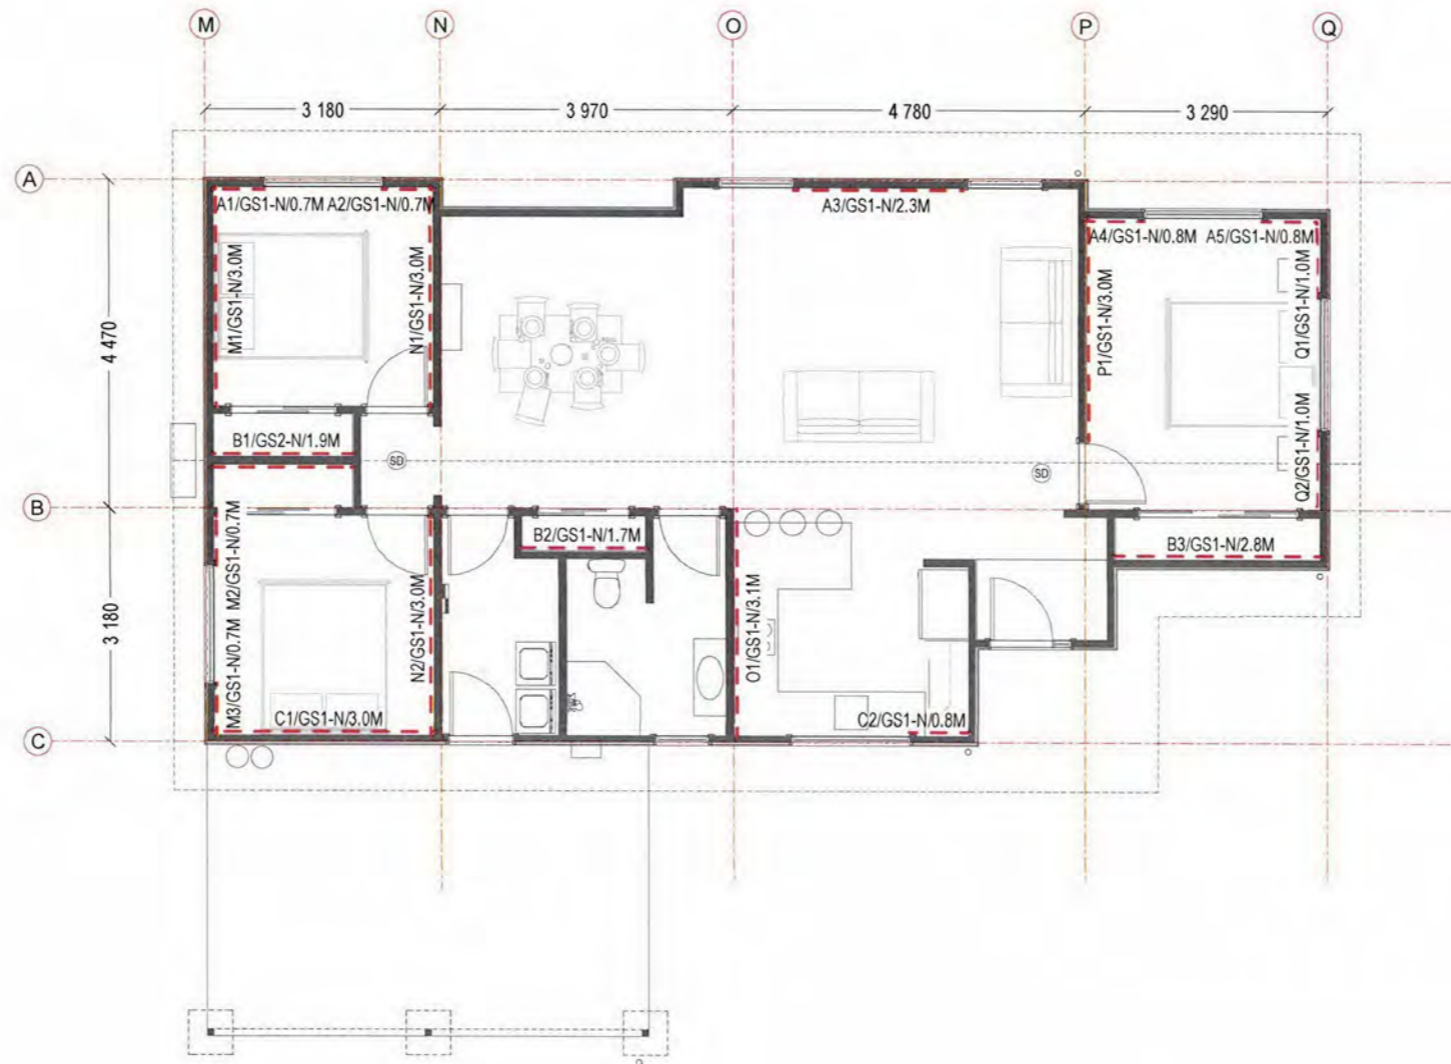 M N O P Q
3 180 3 970 4 780 3 290
A
A1/GS1-N/0.7M A2/GS1-N/0.7M
A3/GS1-N/2.3M
A4/GS1-N/0.8M A5/GS1-N/0.8M
M1/GS1-N/3.0M
N1/GS1-N/3.0M
P1/GS1-N/3.0M
Q1/GS1-N/1.0M
4 470
B1/GS2-N/1.9M
SD
SD
Q2/GS1-N/1.0M
B
B2/GS1-N/1.7M
B3/GS1-N/2.8M
M3/GS1-N/0.7M M2/GS1-N/0.7M
N2/GS1-N/3.0M
O1/GS1-N/3.1M
3 180
C1/GS1-N/3.0M
C2/GS1-N/0.8M
C